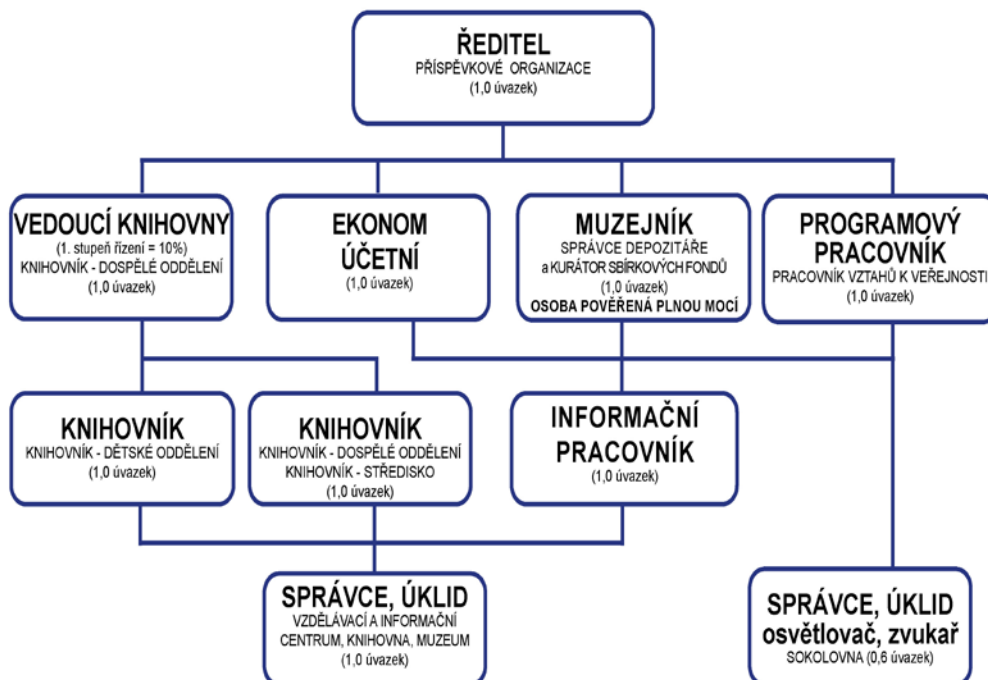 ŘEDITEL
PŘÍSPĚVKOVÉ ORGANIZACE
(1,0 úvazek)
VEDOUCÍ KNIHOVNY
(1. stupeň řízení = 10%)
KNIHOVNÍK - DOSPĚLÉ ODDĚLENÍ
(1,0 úvazek)
EKONOM
ÚČETNÍ
(1,0 úvazek)
MUZEJNÍK
SPRÁVCE DEPOZITÁŘE
a KURÁTOR SBÍRKOVÝCH FONDŮ
(1,0 úvazek)
OSOBA POVĚŘENÁ PLNOU MOCÍ
PROGRAMOVÝ
PRACOVNÍK
PRACOVNÍK VZTAHŮ K VEŘEJNOSTI
(1,0 úvazek)
KNIHOVNÍK
KNIHOVNÍK - DĚTSKÉ ODDĚLENÍ
(1,0 úvazek)
KNIHOVNÍK
KNIHOVNÍK - DOSPĚLÉ ODDĚLENÍ
KNIHOVNÍK - STŘEDISKO
(1,0 úvazek)
INFORMAČNÍ
PRACOVNÍK
(1,0 úvazek)
SPRÁVCE, ÚKLID
VZDĚLÁVACÍ A INFORMAČNÍ
CENTRUM, KNIHOVNA, MUZEUM
(1,0 úvazek)
SPRÁVCE, ÚKLID
osvětlovač, zvukař
SOKOLOVNA (0,6 úvazek)